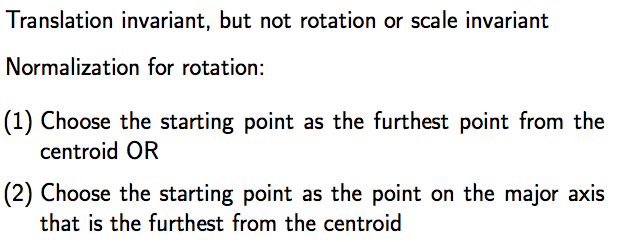 Translation invariant, but not rotation or scale invariant
Normalization for rotation:
(1) Choose the starting point as the furthest point from the
centroid OR
(2) Choose the starting point as the point on the major axis
that is the furthest from the centroid